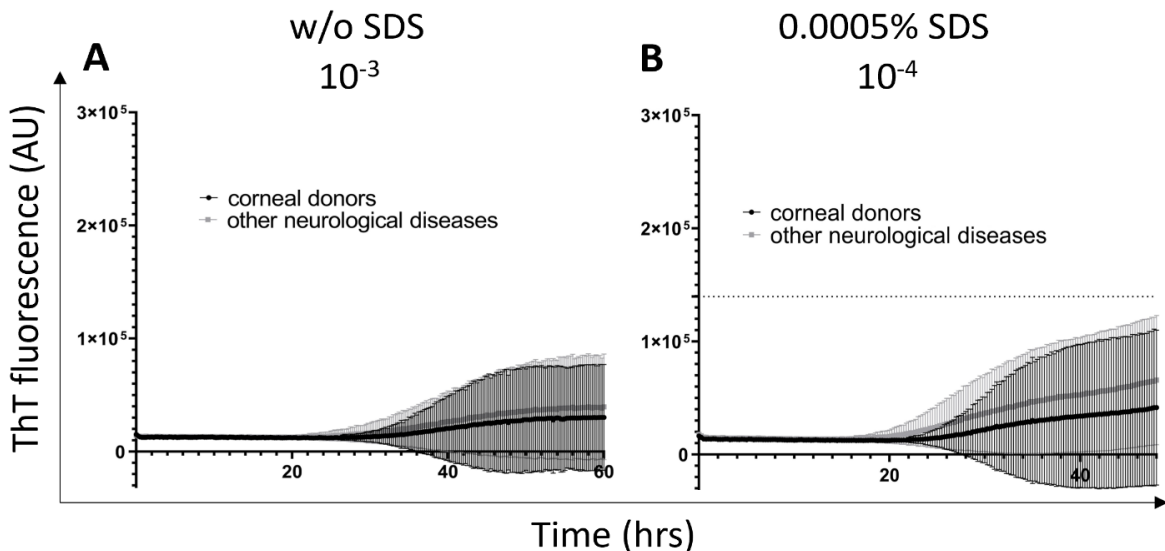 w/o SDS
A
10⁻³
3×10⁵
2×10⁵
1×10⁵
0
20
40
60
corneal donors
other neurological diseases
0.0005% SDS
B
10⁻⁴
3×10⁵
2×10⁵
1×10⁵
0
20
40
corneal donors
other neurological diseases
ThT fluorescence (AU)
Time (hrs)